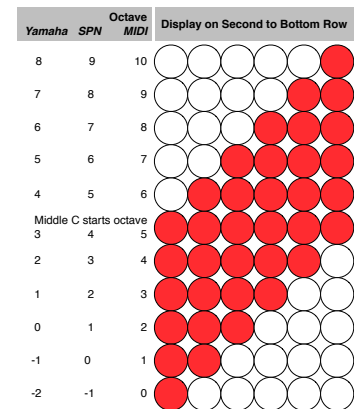 Octave
Yamaha SPN MIDI
Display on Second to Bottom Row
8 9 10
7 8 9
6 7 8
5 6 7
4 5 6
Middle C starts octave
3 4 5
2 3 4
1 2 3
0 1 2
-1 0 1
-2 -1 0